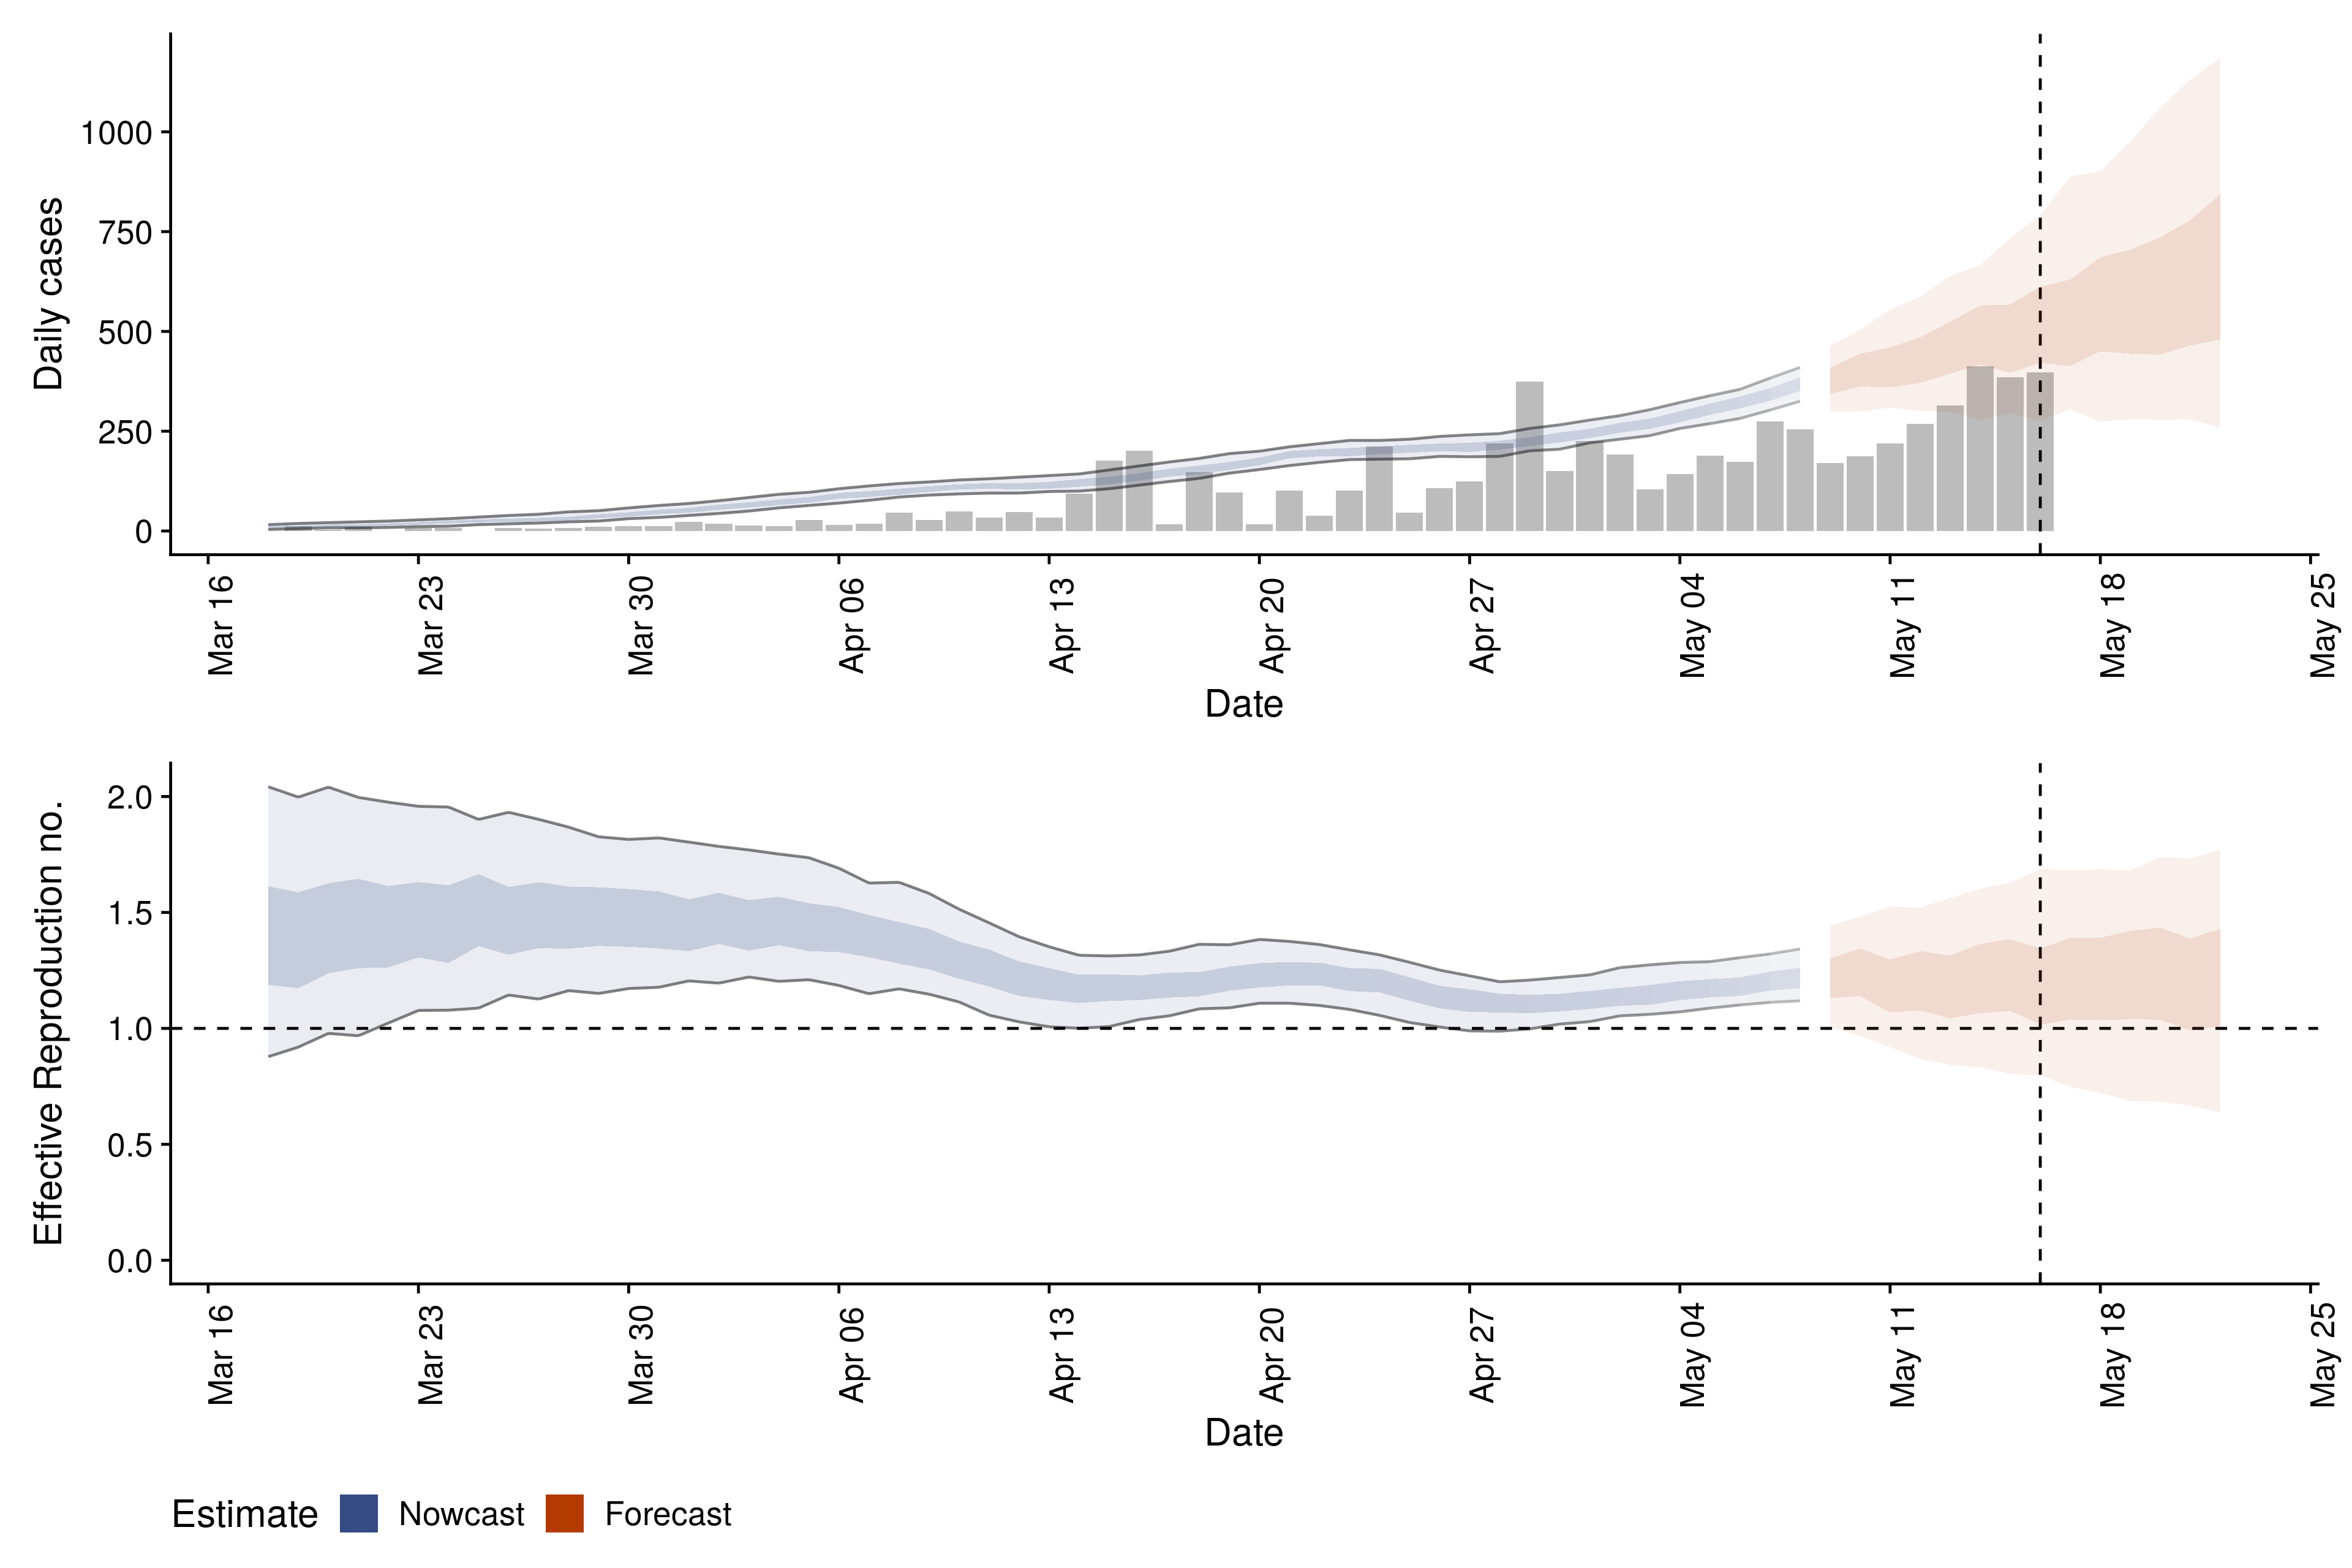 Daily cases
1000
750
500
250
0
Mar 16
Mar 23
Mar 30
Apr 06
Apr 13
Apr 20
Apr 27
May 04
May 11
May 18
May 25
Date
Effective Reproduction no.
2.0
1.5
1.0
0.5
0.0
Mar 16
Mar 23
Mar 30
Apr 06
Apr 13
Apr 20
Apr 27
May 04
May 11
May 18
May 25
Date
Estimate Nowcast Forecast